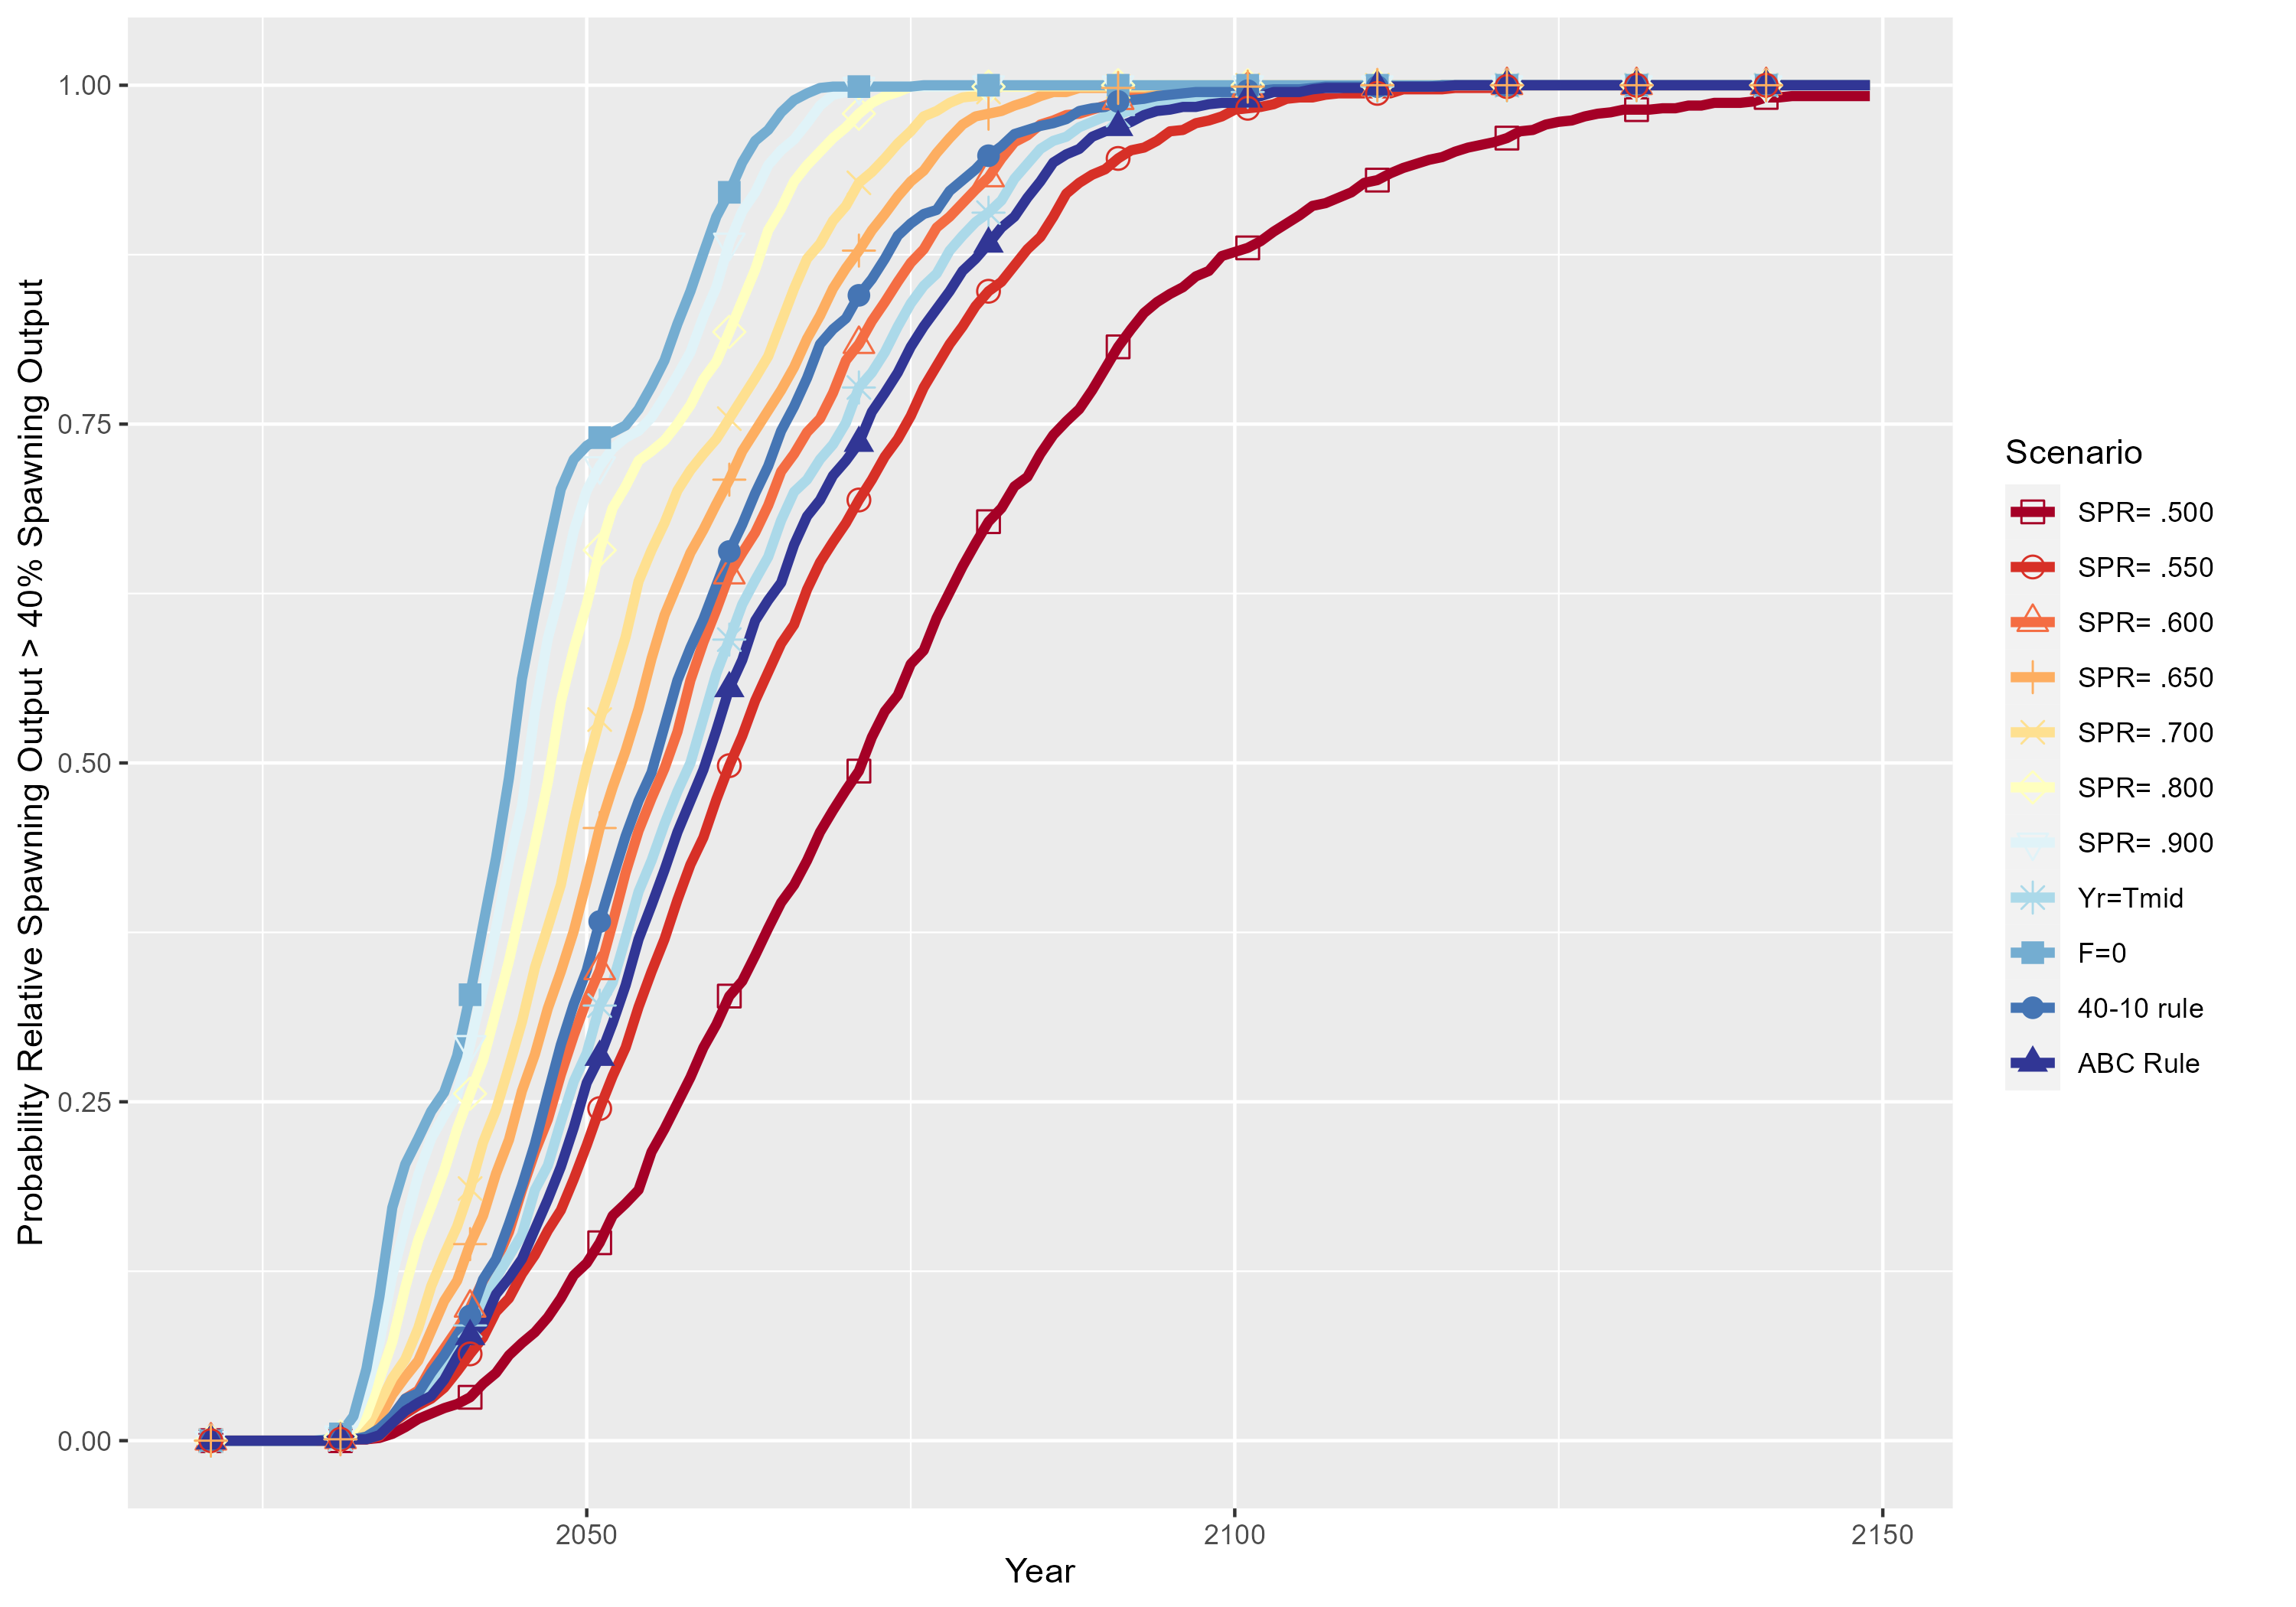 Probability Relative Spawning Output > 40% Spawning Output
1.00
0.75
0.50
0.25
0.00
2050
2100
2150
Year
Scenario
SPR= .500
SPR= .550
SPR= .600
SPR= .650
SPR= .700
SPR= .800
SPR= .900
Yr=Tmid
F=0
40-10 rule
ABC Rule